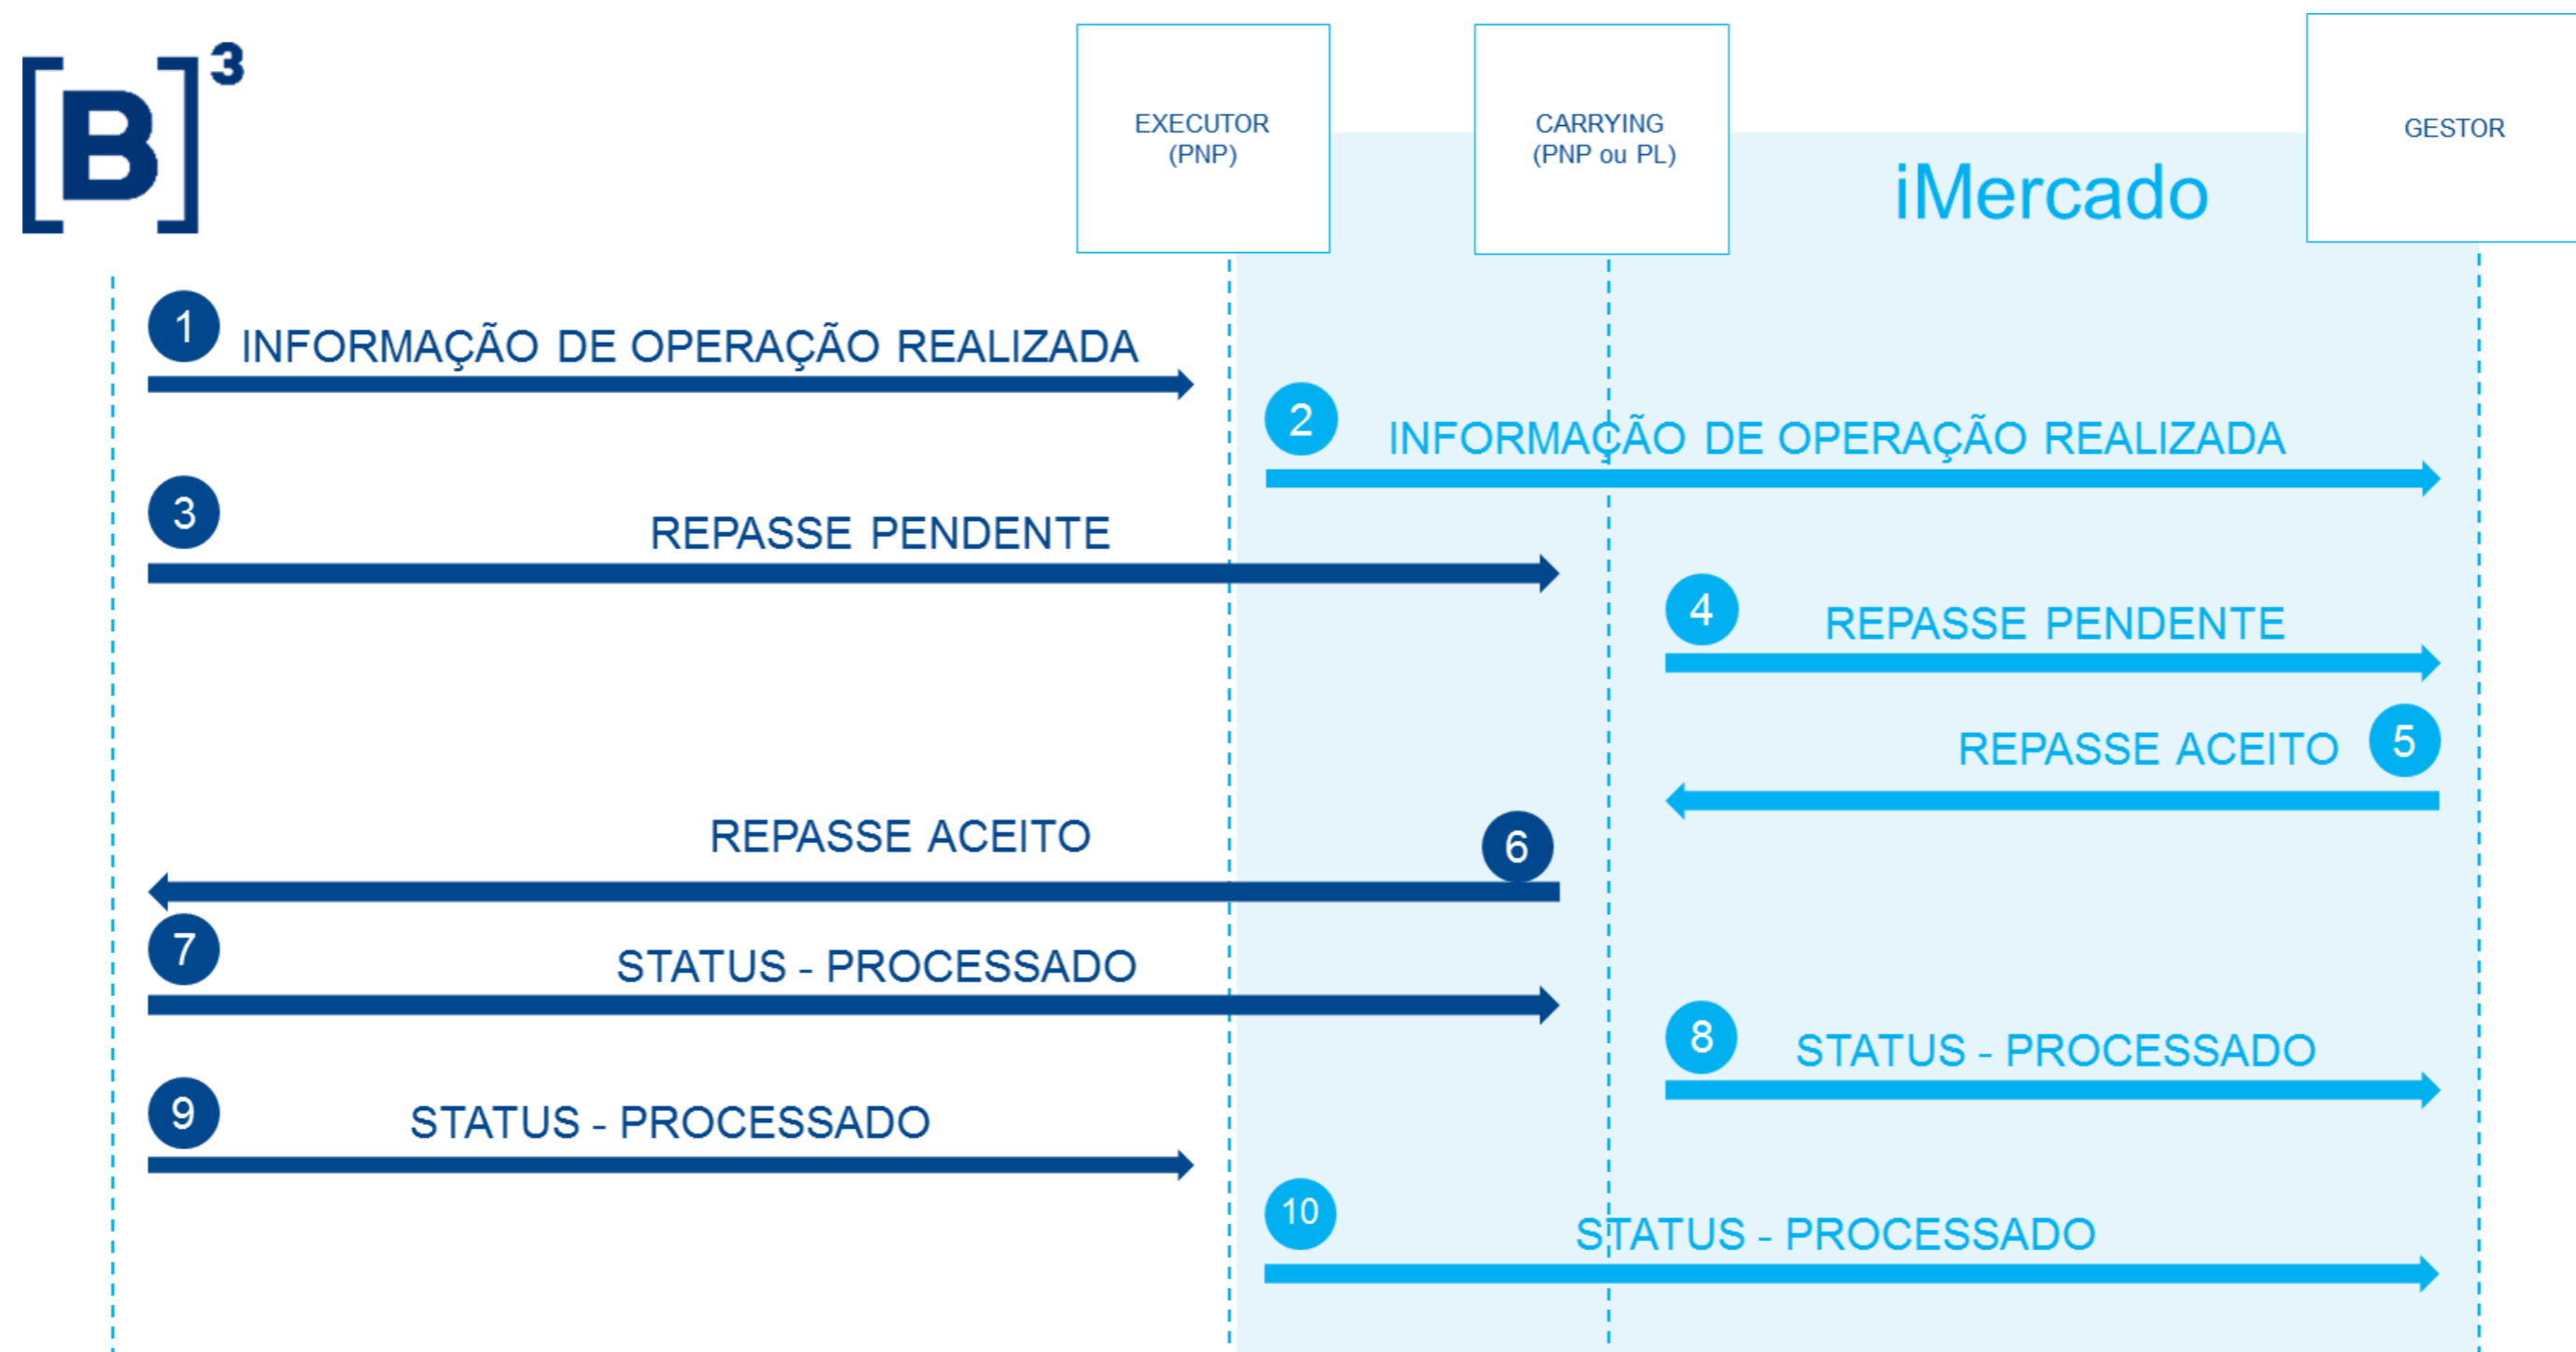 [B]³
EXECUTOR
(PNP)
CARRYING
(PNP ou PL)
GESTOR
iMercado
1
INFORMAÇÃO DE OPERAÇÃO REALIZADA
2
INFORMAÇÃO DE OPERAÇÃO REALIZADA
3
REPASSE PENDENTE
4
REPASSE PENDENTE
REPASSE ACEITO
5
REPASSE ACEITO
6
7
STATUS - PROCESSADO
8
STATUS - PROCESSADO
9
STATUS - PROCESSADO
10
STATUS - PROCESSADO